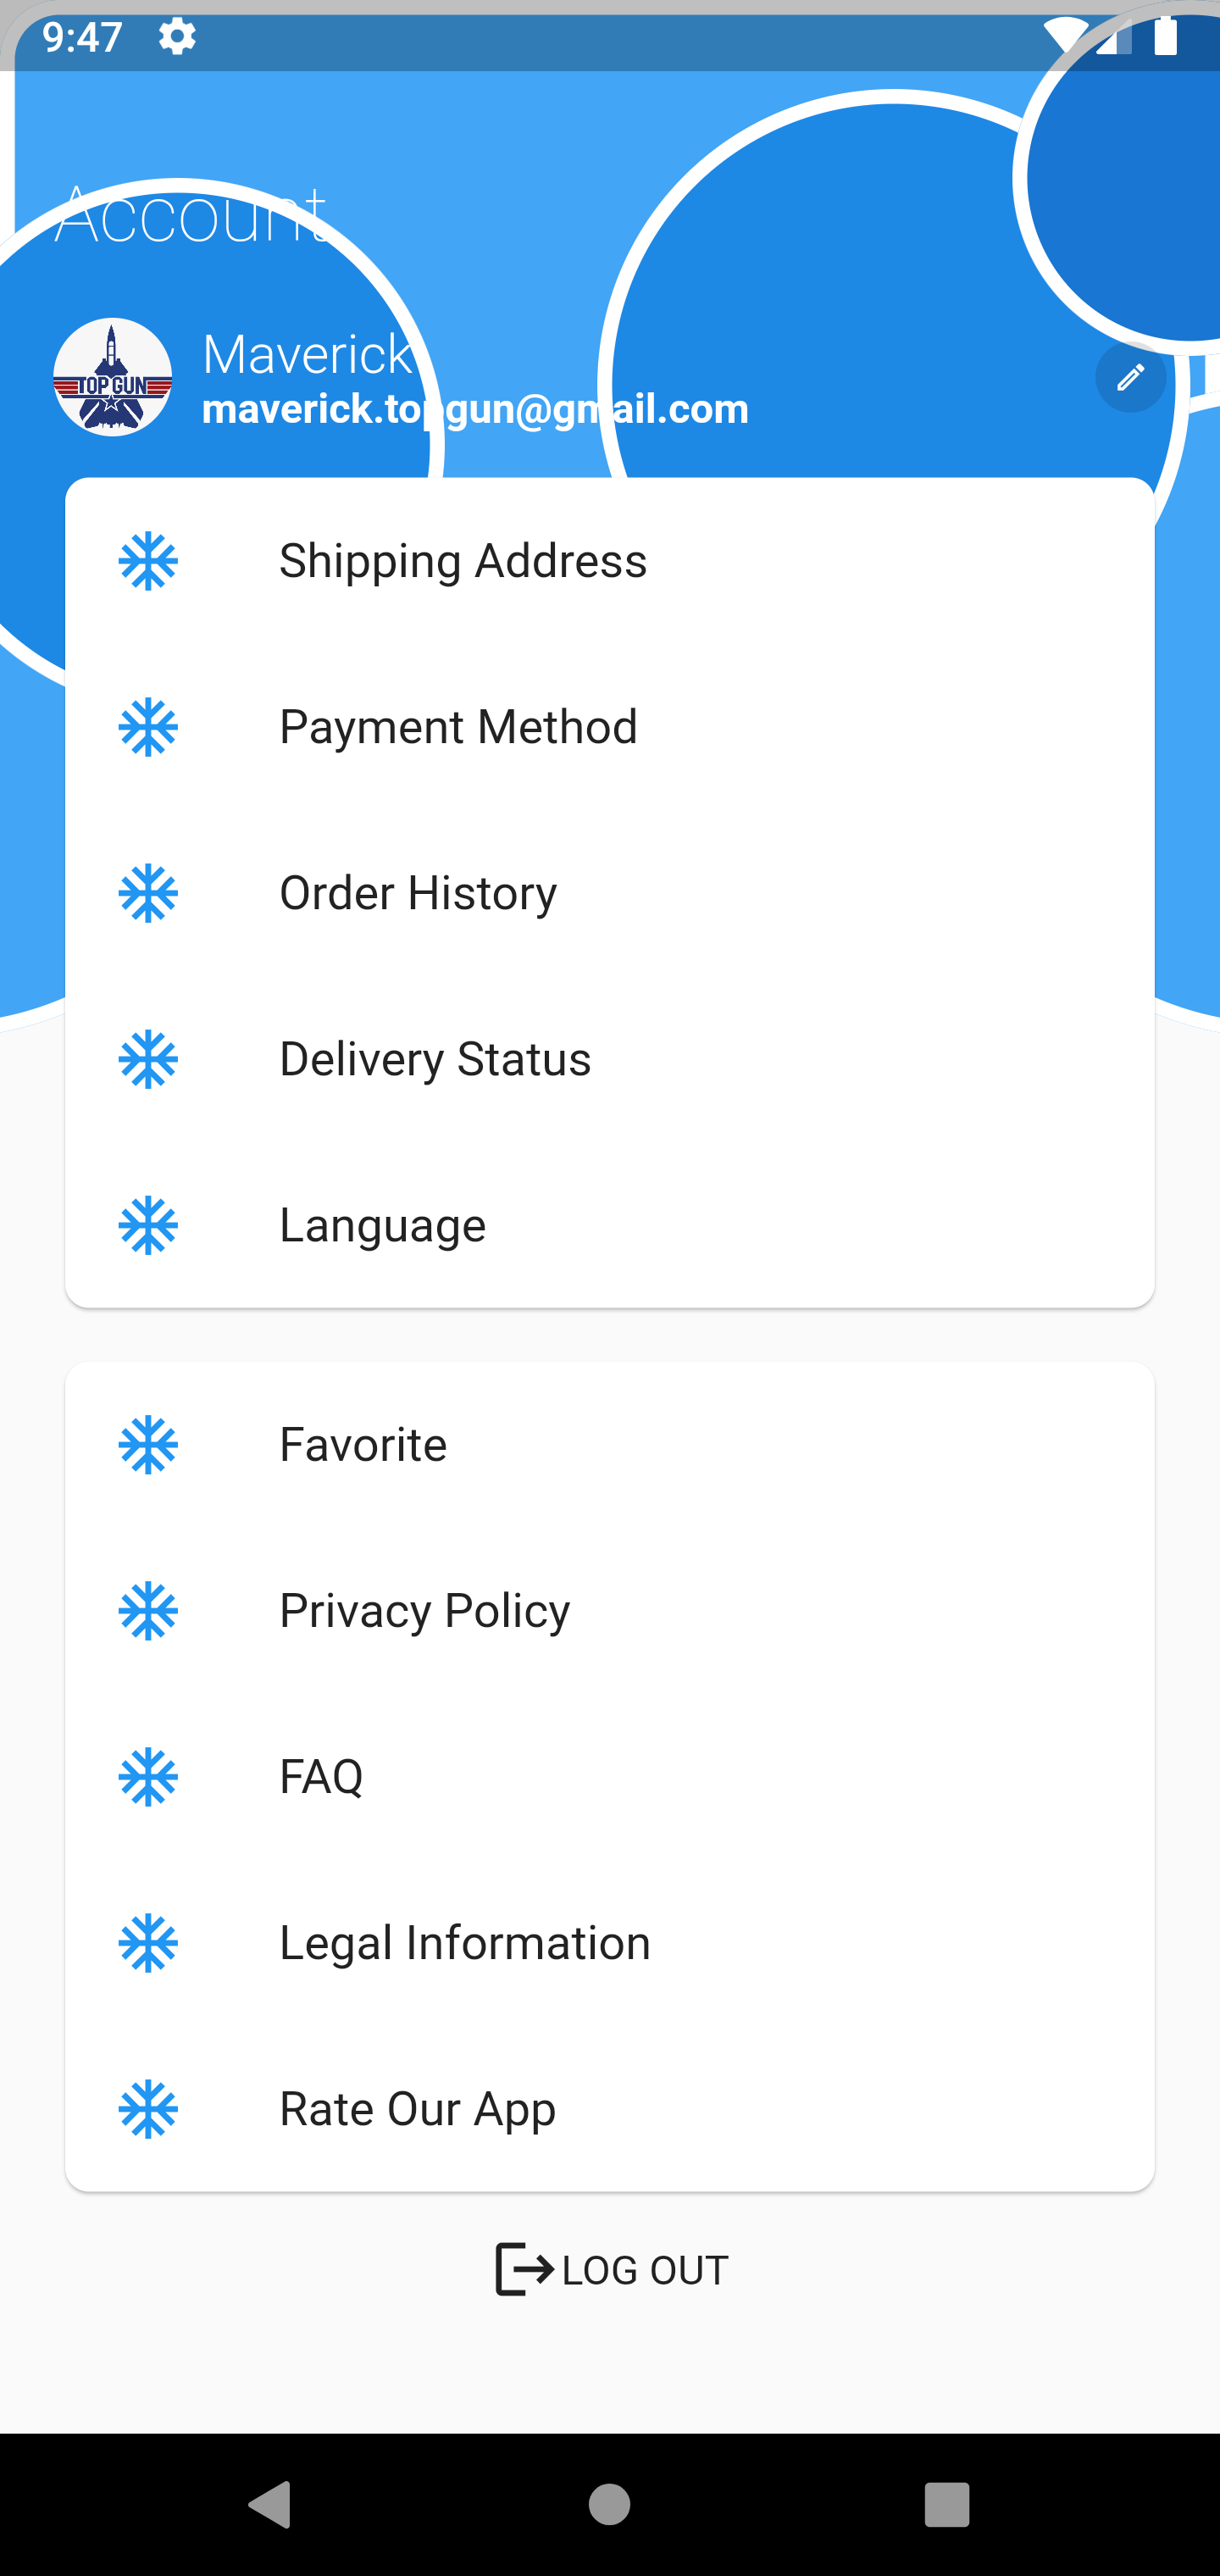 9:47
Account
TOP GUN
Maverick
maverick.topgun@gmail.com
Shipping Address
Payment Method
Order History
Delivery Status
Language
Favorite
Privacy Policy
FAQ
Legal Information
Rate Our App
LOG OUT